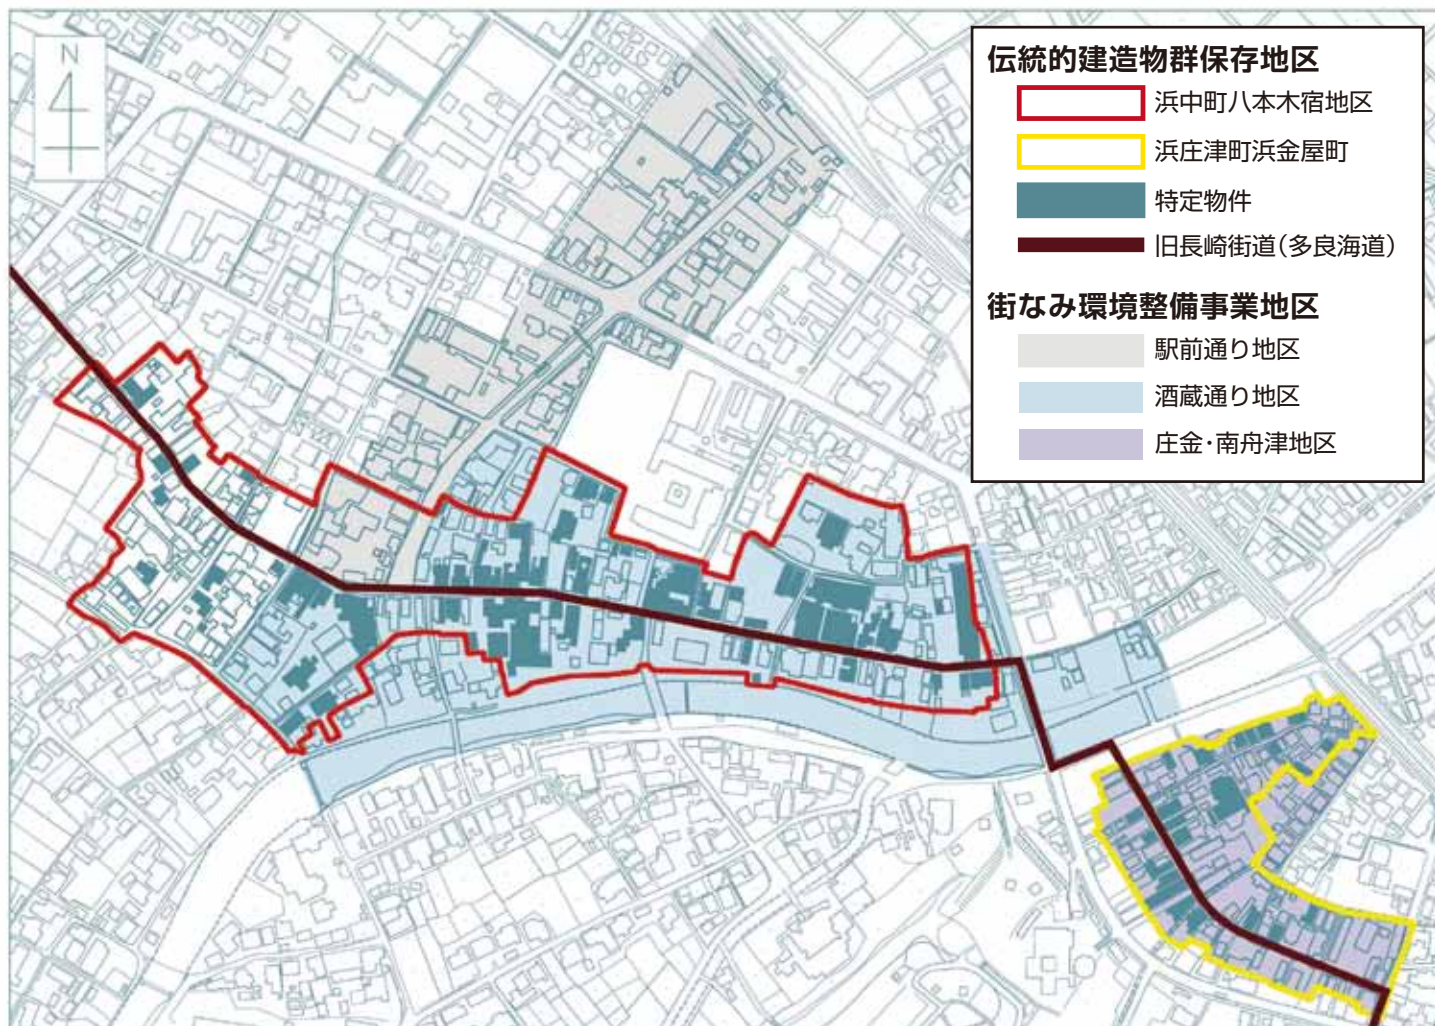 N
伝統的建造物群保存地区
浜中町八本木宿地区
浜庄津町浜金屋町
特定物件
旧長崎街道(多良海道)
街なみ環境整備事業地区
駅前通り地区
酒蔵通り地区
庄金・南舟津地区